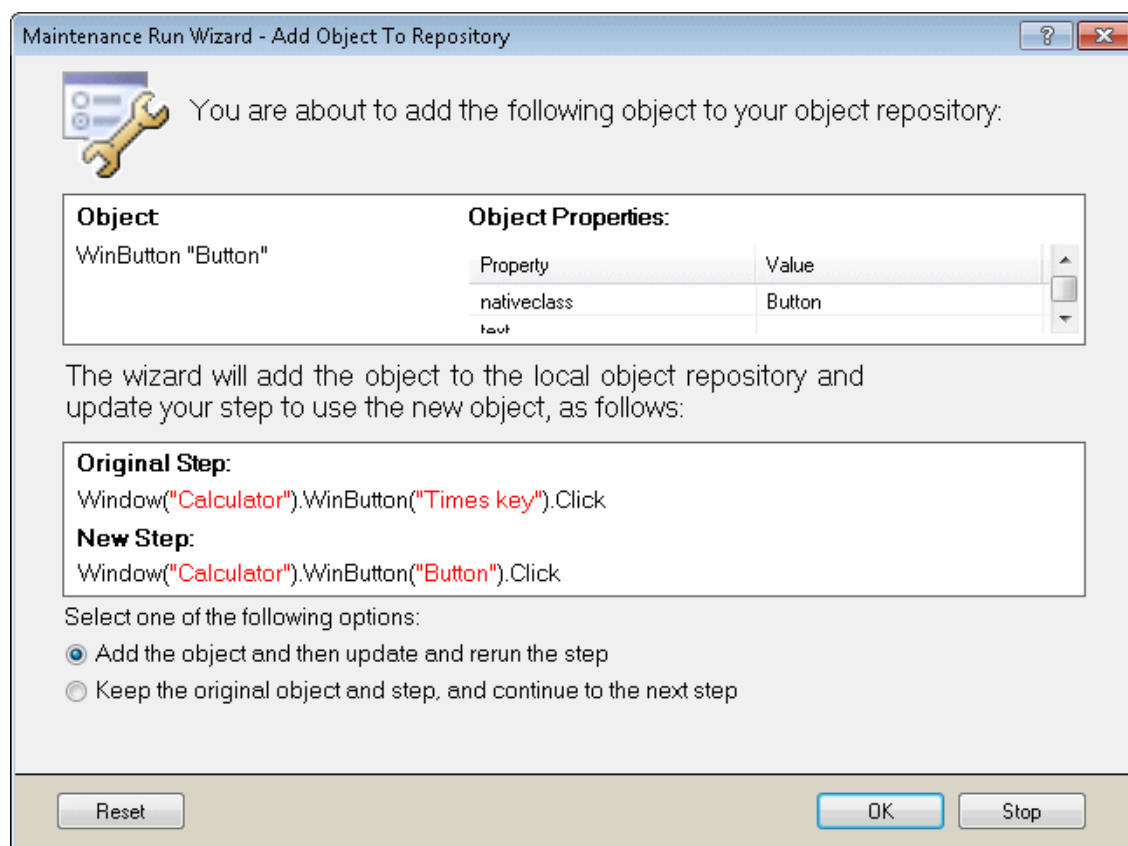 Maintenance Run Wizard - Add Object To Repository
You are about to add the following object to your object repository:
Object
Object Properties:
WinButton "Button"
Property Value
nativeclass Button
text
The wizard will add the object to the local object repository and
update your step to use the new object, as follows:
Original Step:
Window("Calculator").WinButton("Times key").Click
New Step:
Window("Calculator").WinButton("Button").Click
Select one of the following options:
Add the object and then update and rerun the step
Keep the original object and step, and continue to the next step
Reset OK Stop